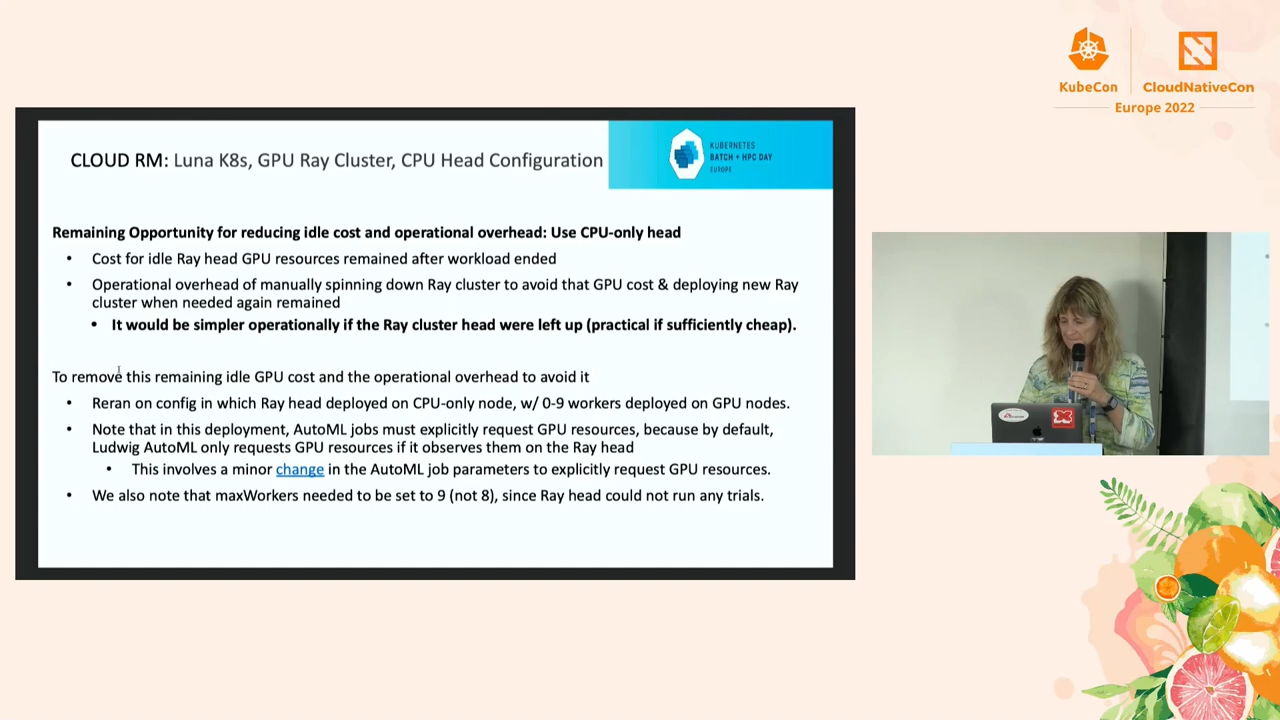 KubeCon
CloudNativeCon
Europe 2022
CLOUD RM: Luna K8s, GPU Ray Cluster, CPU Head Configuration
KUBERNETES
BATCH + HPC DAY
EUROPE
Remaining Opportunity for reducing idle cost and operational overhead: Use CPU-only head
• Cost for idle Ray head GPU resources remained after workload ended
• Operational overhead of manually spinning down Ray cluster to avoid that GPU cost & deploying new Ray
cluster when needed again remained
• It would be simpler operationally if the Ray cluster head were left up (practical if sufficiently cheap).
To remove this remaining idle GPU cost and the operational overhead to avoid it
• Reran on config in which Ray head deployed on CPU-only node, w/ 0-9 workers deployed on GPU nodes.
• Note that in this deployment, AutoML jobs must explicitly request GPU resources, because by default,
Ludwig AutoML only requests GPU resources if it observes them on the Ray head
• This involves a minor change in the AutoML job parameters to explicitly request GPU resources.
• We also note that maxWorkers needed to be set to 9 (not 8), since Ray head could not run any trials.